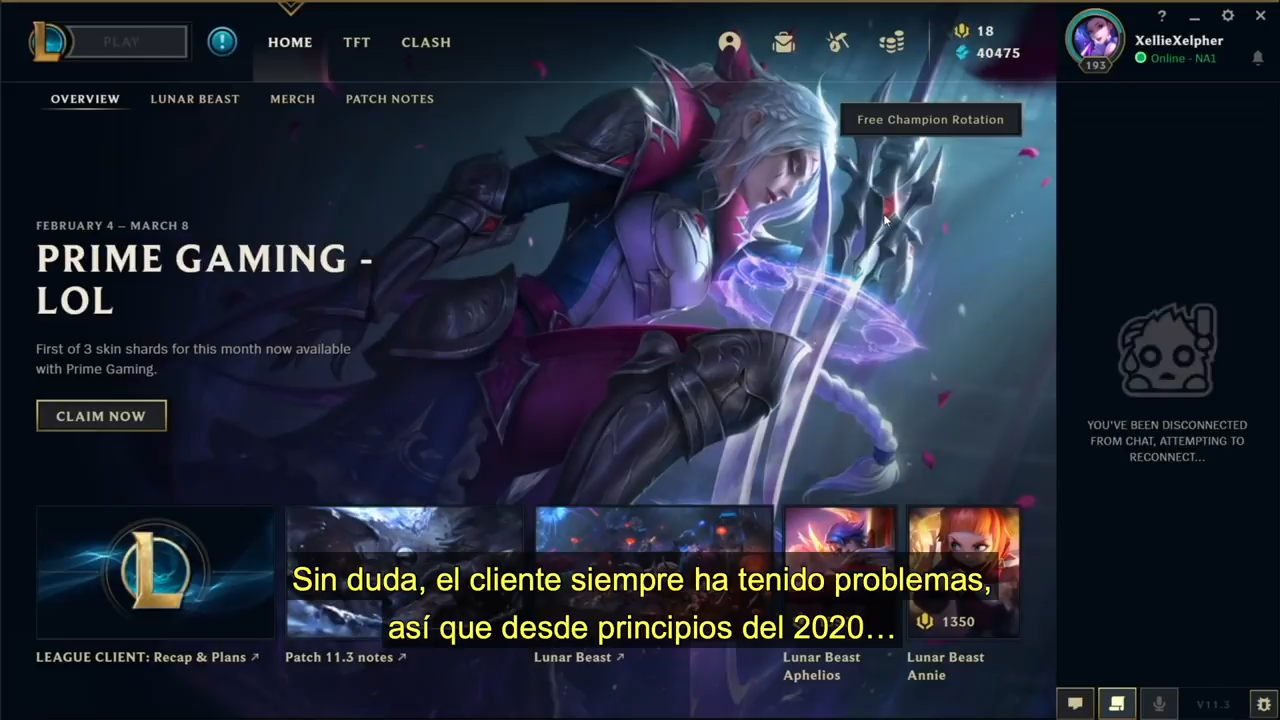 PLAY
HOME
TFT
CLASH
18
40475
?
193
XellieXelpher
Online - NA1
OVERVIEW
LUNAR BEAST
MERCH
PATCH NOTES
Free Champion Rotation
FEBRUARY 4 – MARCH 8
PRIME GAMING -
LOL
First of 3 skin shards for this month now available
with Prime Gaming.
CLAIM NOW
YOU'VE BEEN DISCONNECTED
FROM CHAT, ATTEMPTING TO
RECONNECT...
Sin duda, el cliente siempre ha tenido problemas,
así que desde principios del 2020…
1350
LEAGUE CLIENT: Recap & Plans ↗
Patch 11.3 notes ↗
Lunar Beast ↗
Lunar Beast
Aphelios
Lunar Beast
Annie
V11.3